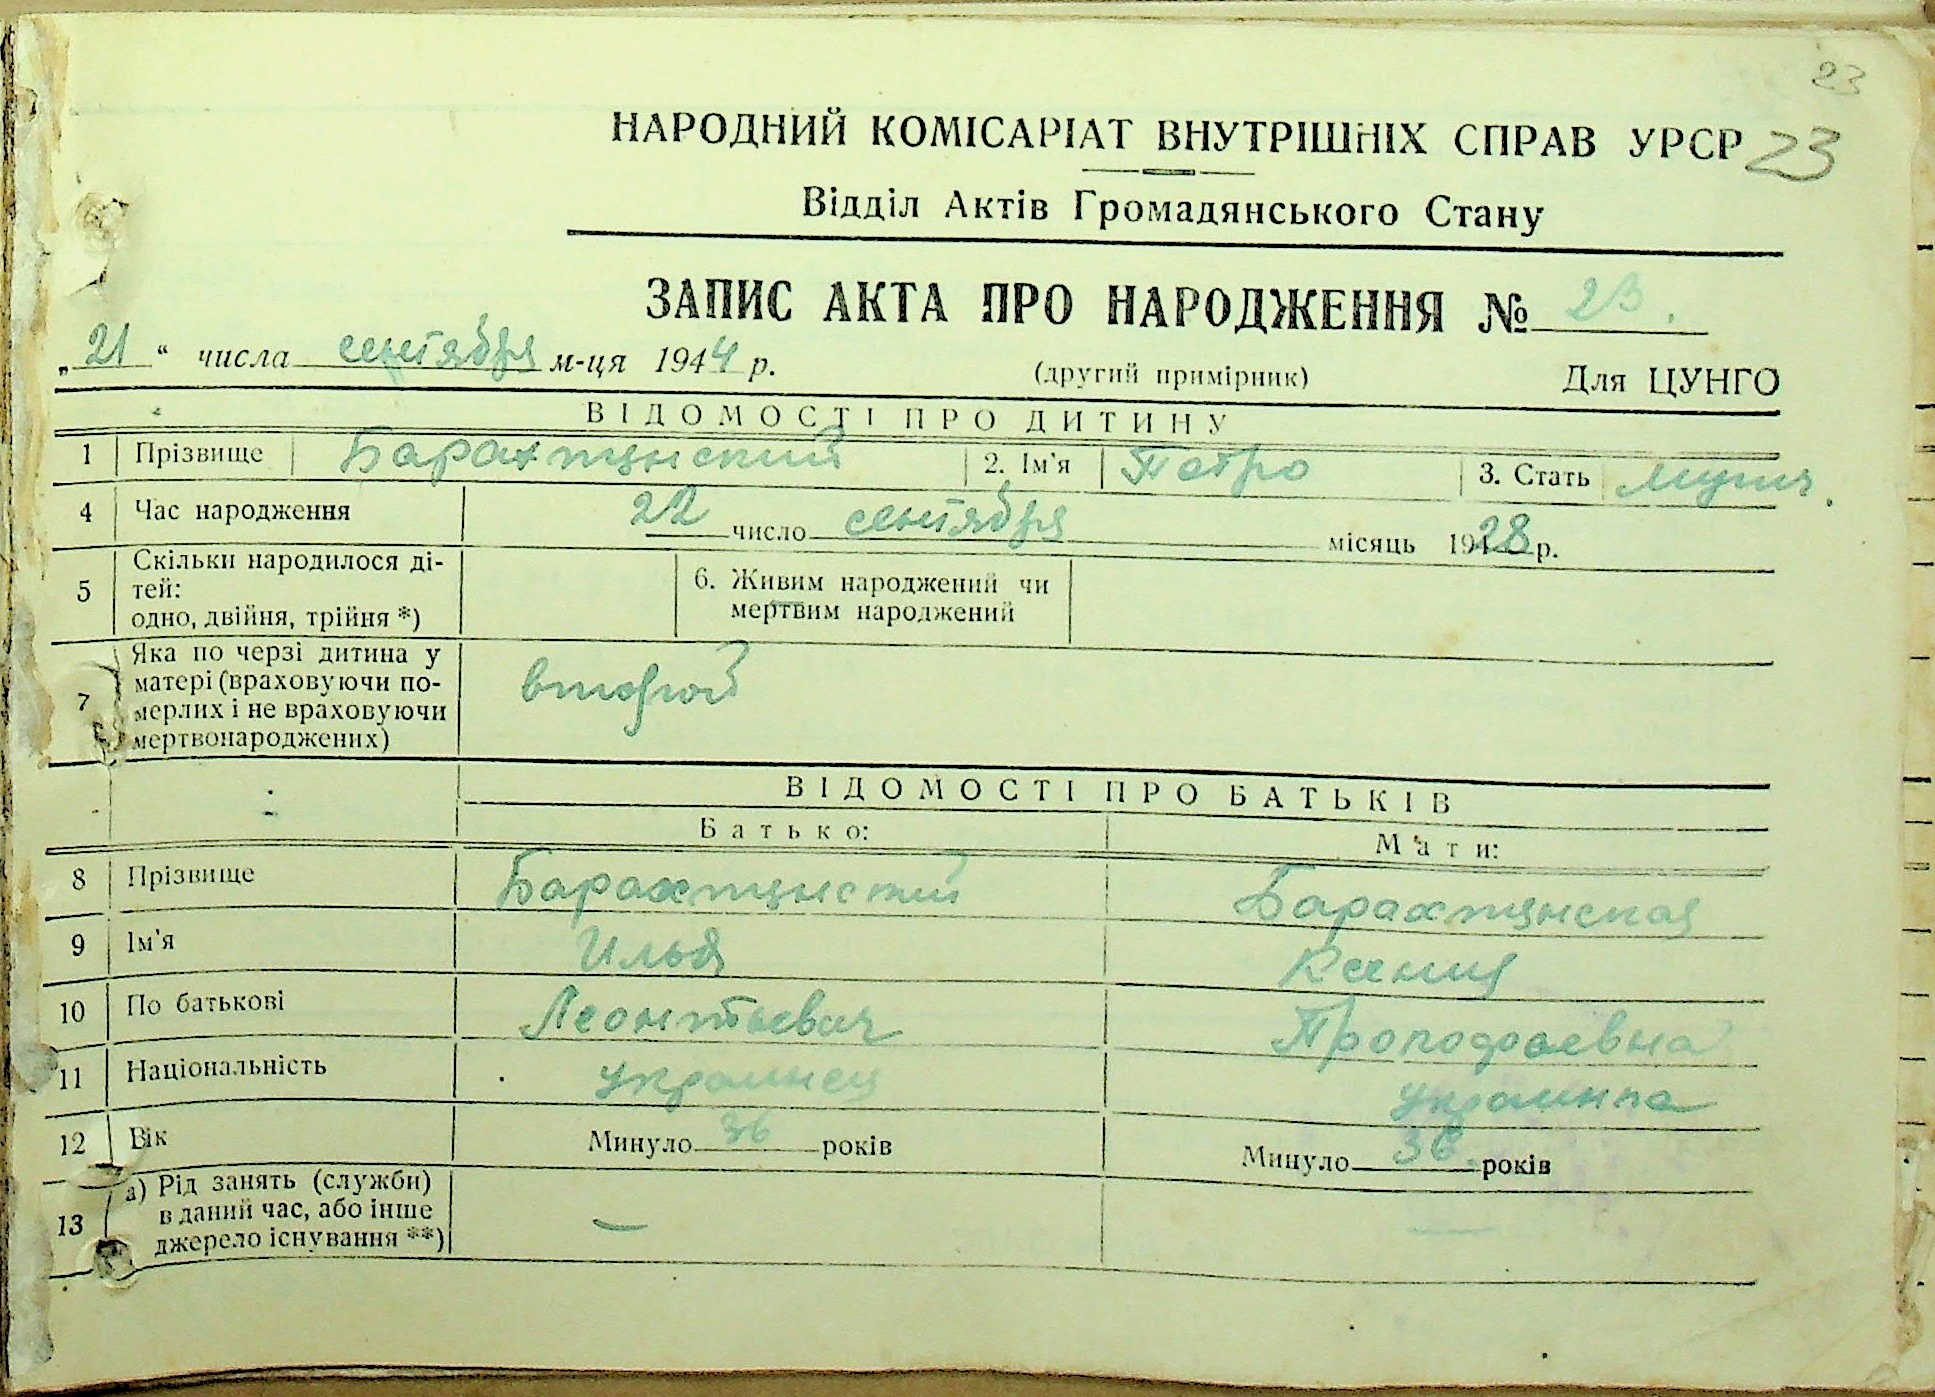 23
НАРОДНИЙ КОМІСАРІАТ ВНУТРІШНІХ СПРАВ УРСР 23
Відділ Актів Громадянського Стану
ЗАПИС АКТА ПРО НАРОДЖЕННЯ № 23.
„21“ числа сентября м-ця 1944 р. (другий примірник) Для ЦУНГО
ВІДОМОСТІ ПРО ДИТИНУ
1 Прізвище Барахтянский 2. Ім'я Петро 3. Стать мужч.
4 Час народження 22 число сентября місяць 1928 р.
5 Скільки народилося ді-
тей:
одно, двійня, трійня *)
6. Живим народжений чи
мертвим народжений
7 Яка по черзі дитина у
матері (враховуючи по-
мерлих і не враховуючи
мертвонароджених)
второй
ВІДОМОСТІ ПРО БАТЬКІВ
Батько: Мати:
8 Прізвище Барахтянский Барахтянская
9 Ім'я Илья Ксения
10 По батькові Леонтьевич
11 Національність украинец украинка
12 Вік Минуло 36 років Минуло 36 років
13 а) Рід занять (служби)
в даний час, або інше
джерело існування **)
— —